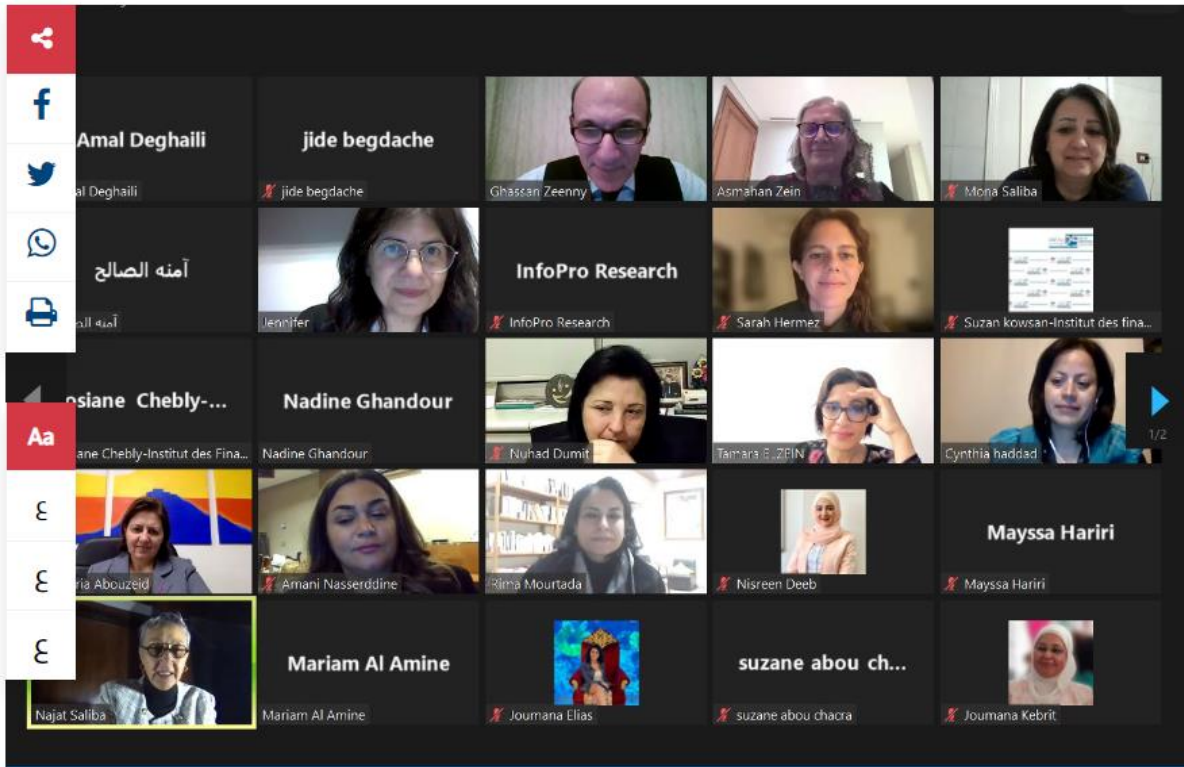 Amal Deghaili
al Deghaili
jide begdache
jide begdache
Ghassan Zeenny
Asmahan Zein
Mona Saliba
آمنه الصالح
آمنه
Jennifer
InfoPro Research
InfoPro Research
Sarah Hermez
Suzan kowsan-Institut des fina...
osiane Chebly-...
ane Chebly-Institut des Fina...
Nadine Ghandour
Nadine Ghandour
Nuhad Dumit
Tamara ELZEIN
Cynthia haddad
1/2
Aa
ع
ع
ع
ria Abouzeid
Amani Nasserddine
Rima Mourtada
Nisreen Deeb
Mayssa Hariri
Mayssa Hariri
Najat Saliba
Mariam Al Amine
Mariam Al Amine
Joumana Elias
suzane abou ch...
suzane abou chacra
Joumana Kebrit